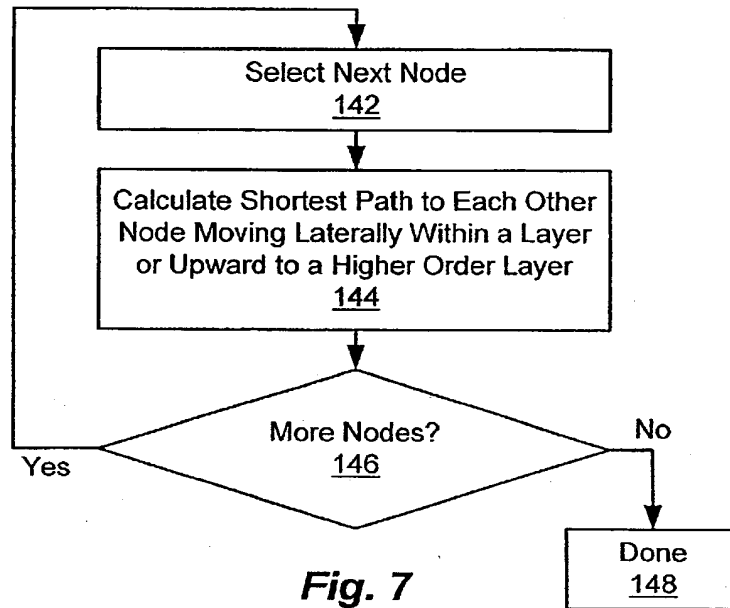 Select Next Node
142
Calculate Shortest Path to Each Other
Node Moving Laterally Within a Layer
or Upward to a Higher Order Layer
144
More Nodes?
146
Yes
No
Done
148
Fig. 7